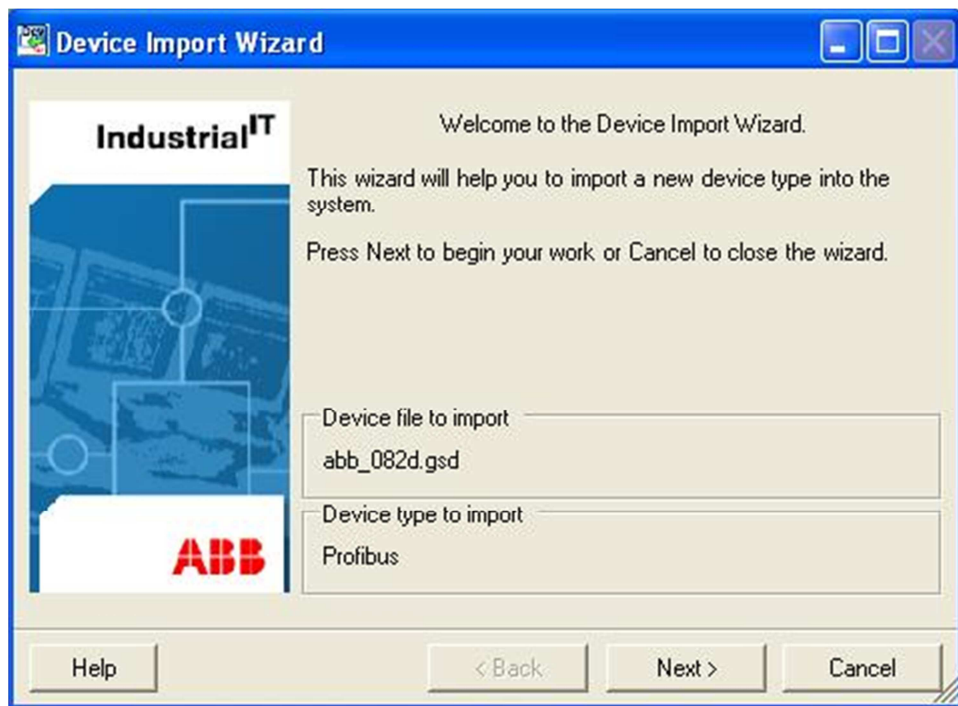 Device Import Wizard
Industrial IT
Welcome to the Device Import Wizard.
This wizard will help you to import a new device type into the
system.
Press Next to begin your work or Cancel to close the wizard.
Device file to import
abb_082d.gsd
Device type to import
Profibus
ABB
Help
< Back
Next >
Cancel